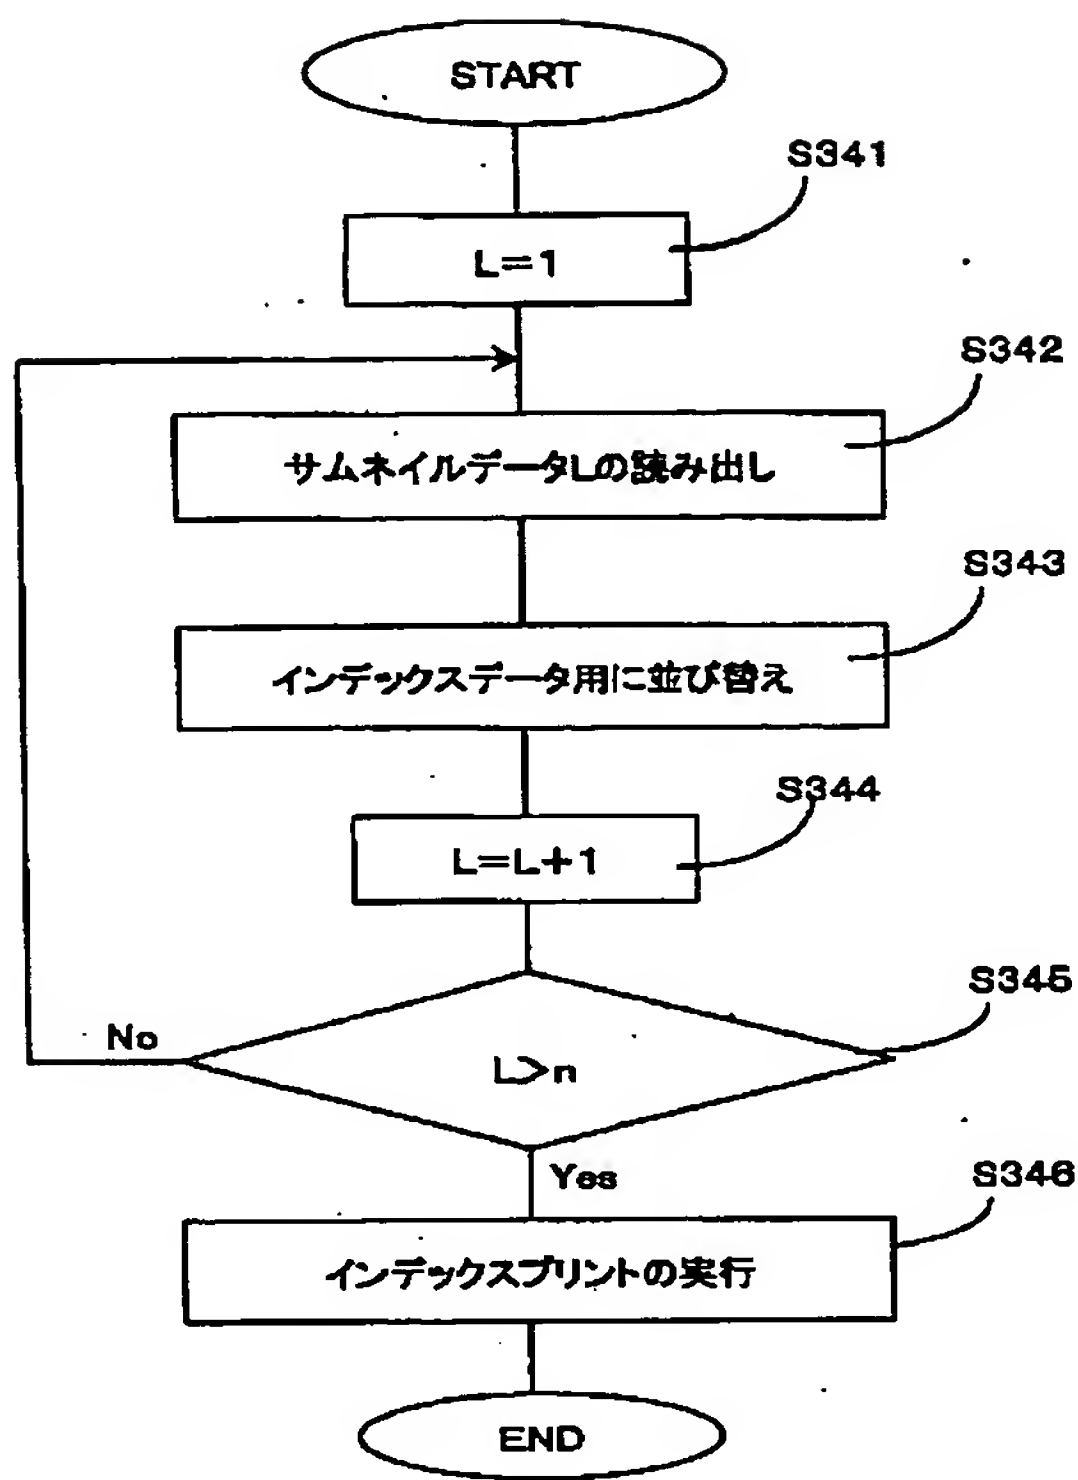 START
S341
L=1
S342
サムネイルデータLの読み出し
S343
インデックスデータ用に並び替え
S344
L=L+1
S345
No
L>n
Yes
S346
インデックスプリントの実行
END